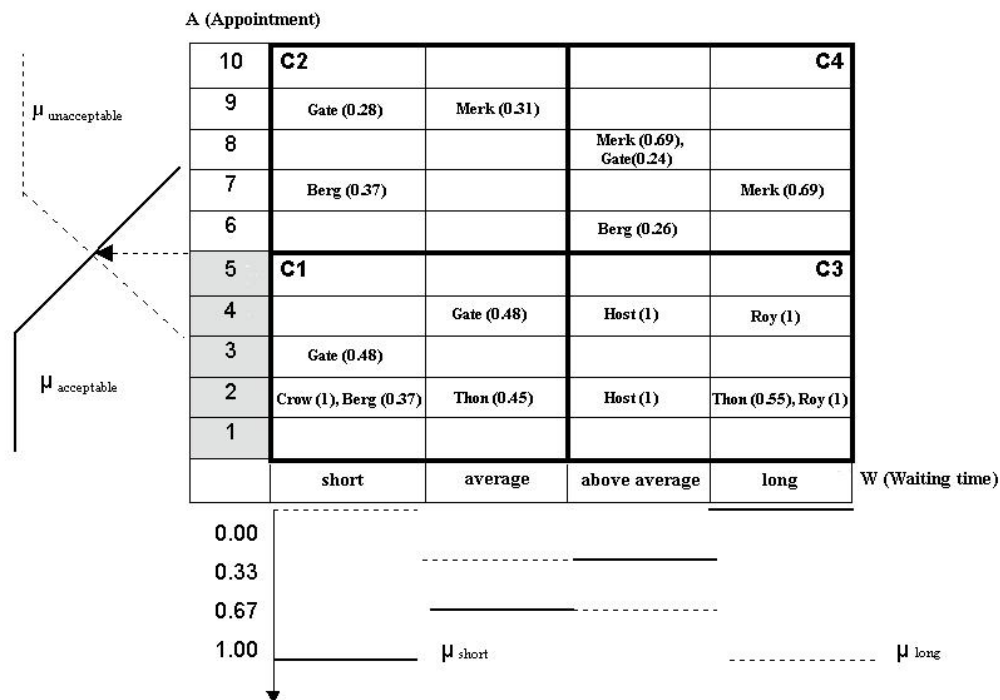 A (Appointment)
10 C2 C4
μ unacceptable
9 Gate (0.28) Merk (0.31)
8 Merk (0.69),
Gate(0.24)
7 Berg (0.37) Merk (0.69)
6 Berg (0.26)
5 C1 C3
4 Gate (0.48) Host (1) Roy (1)
3 Gate (0.48)
μ acceptable
2 Crow (1), Berg (0.37) Thon (0.45) Host (1) Thon (0.55), Roy (1)
1
short average above average long W (Waiting time)
0.00
0.33
0.67
1.00 μ short μ long